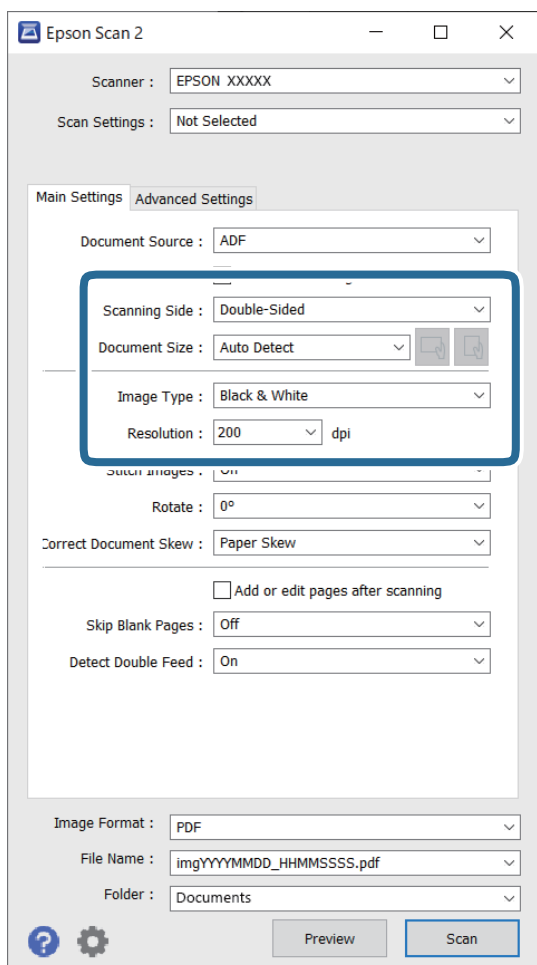 Epson Scan 2
Scanner : EPSON XXXXX
Scan Settings : Not Selected
Main Settings Advanced Settings
Document Source : ADF
Scanning Side : Double-Sided
Document Size : Auto Detect
Image Type : Black & White
Resolution : 200 dpi
Stitch Images : Off
Rotate : 0°
Correct Document Skew : Paper Skew
Add or edit pages after scanning
Skip Blank Pages : Off
Detect Double Feed : On
Image Format : PDF
File Name : imgYYYYMMDD_HHMMSSSS.pdf
Folder : Documents
? Preview Scan